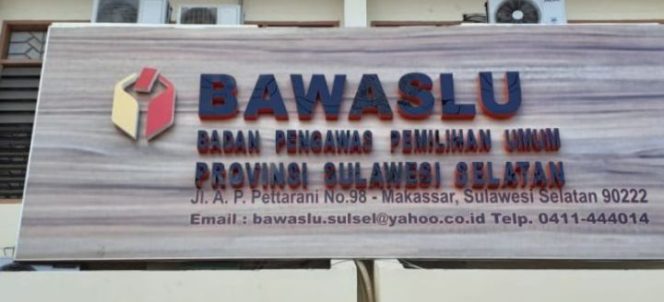 BAWASLU
BADAN PENGAWAS PEMILIHAN UMUM
PROVINSI SULAWESI SELATAN
Jl. A. P. Pettarani No.98 - Makassar, Sulawesi Selatan 90222
Email : bawaslu.sulsel@yahoo.co.id Telp. 0411-444014